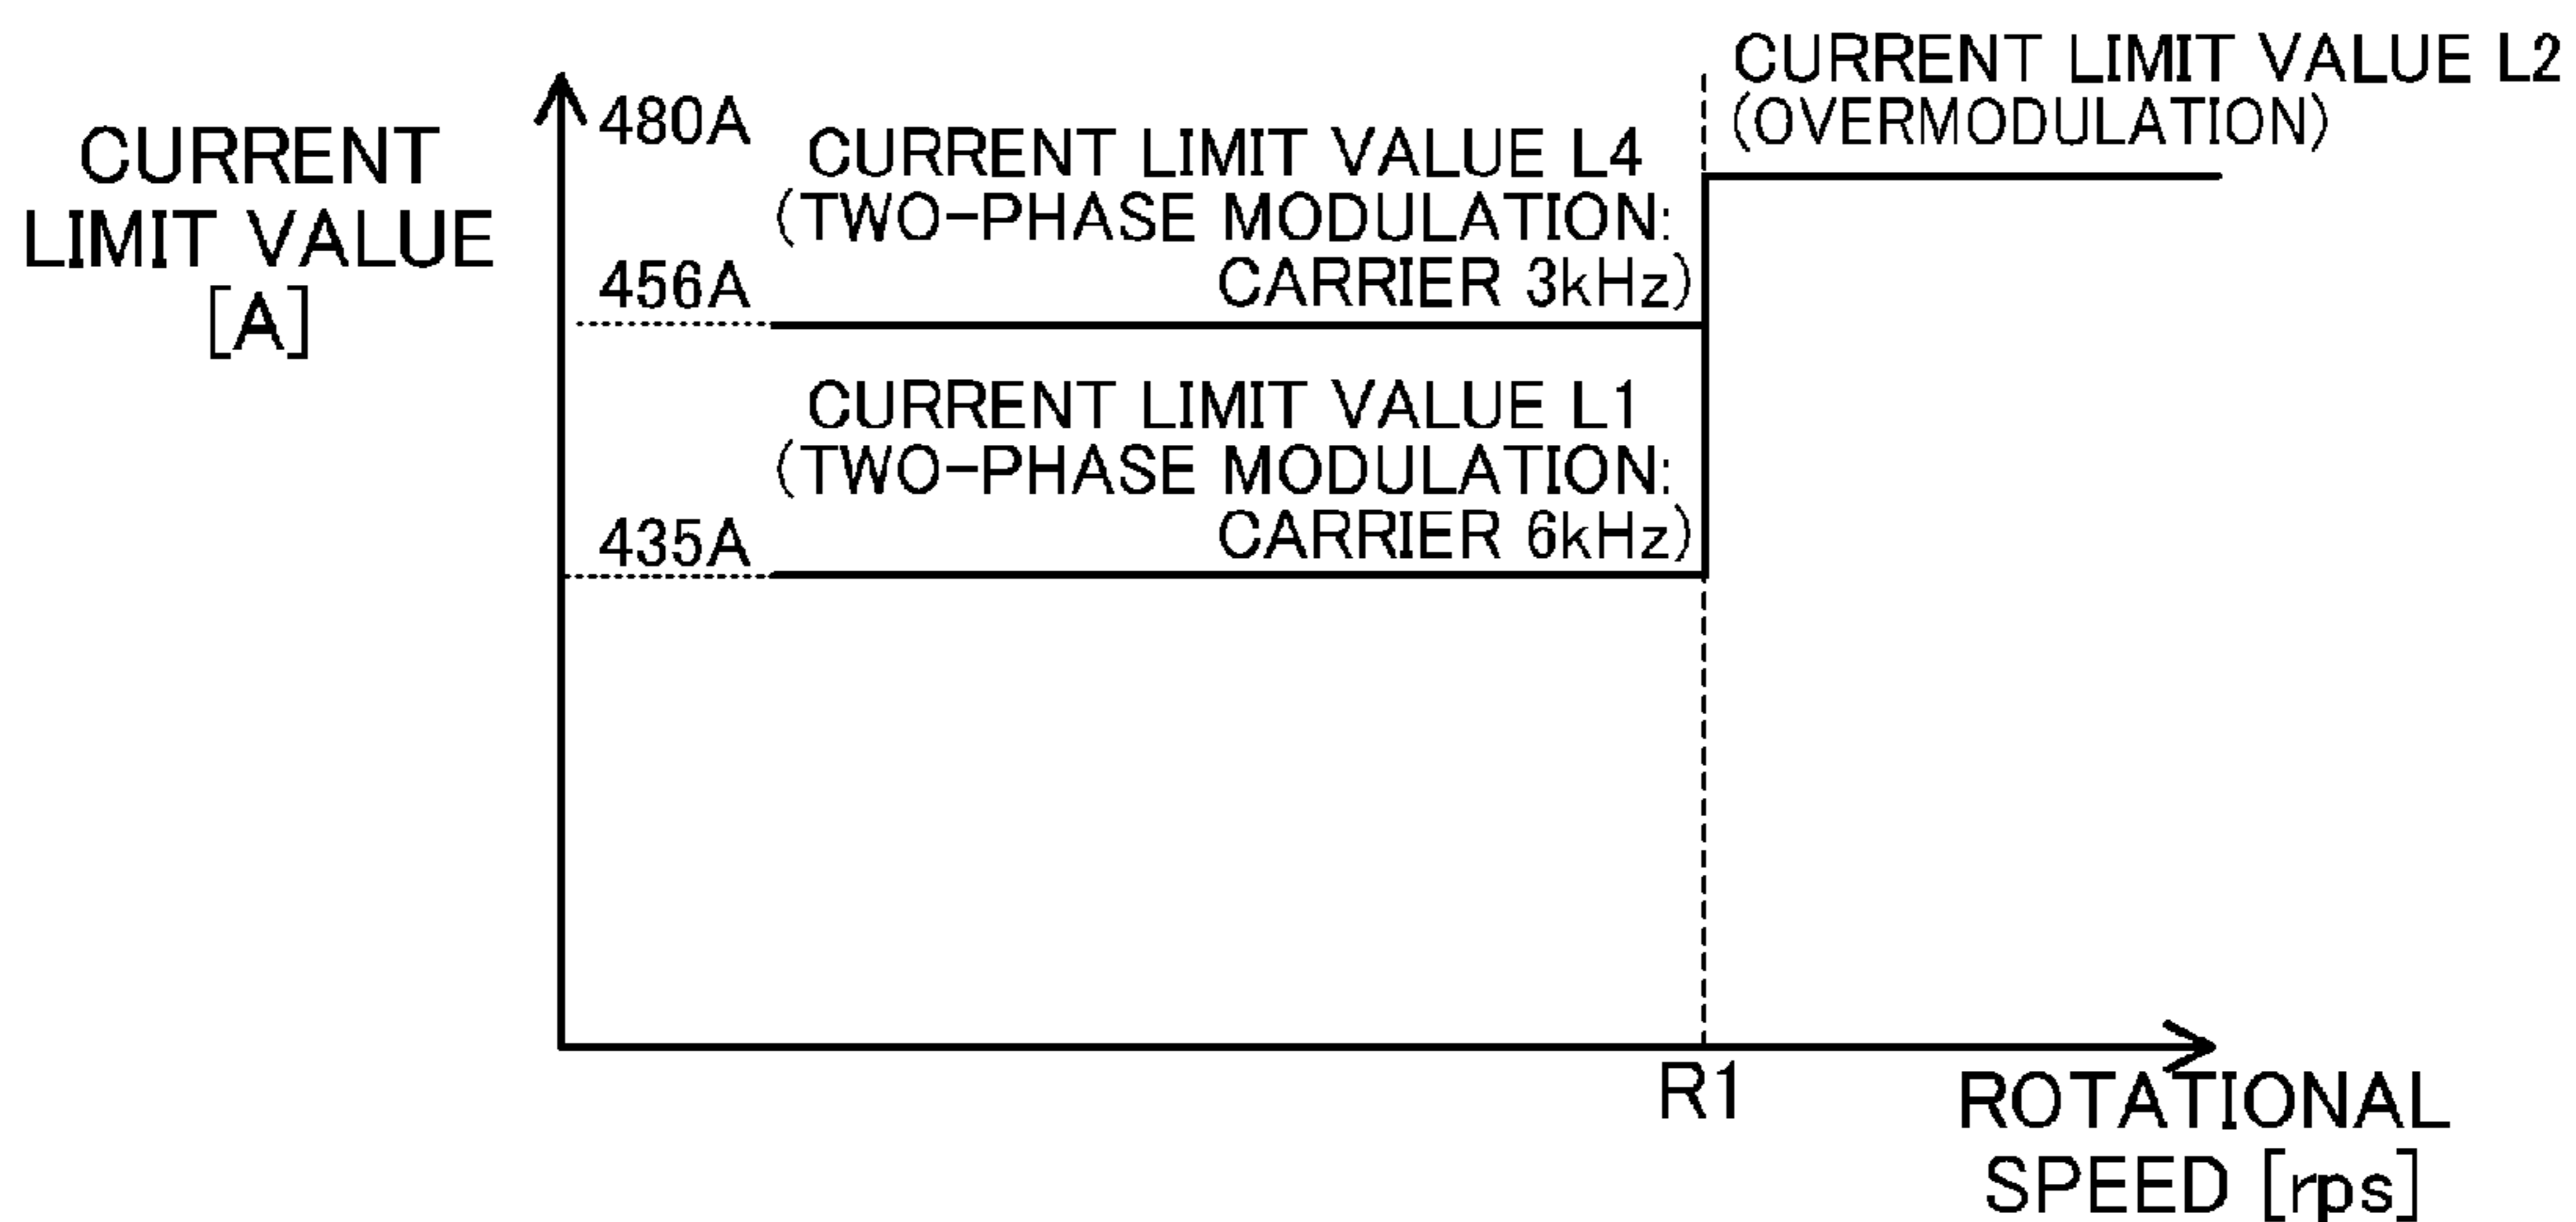 CURRENT
LIMIT VALUE
[A]
480A
456A
435A
CURRENT LIMIT VALUE L4
(TWO-PHASE MODULATION:
CARRIER 3kHz)
CURRENT LIMIT VALUE L1
(TWO-PHASE MODULATION:
CARRIER 6kHz)
CURRENT LIMIT VALUE L2
(OVERMODULATION)
R1
ROTATIONAL
SPEED [rps]